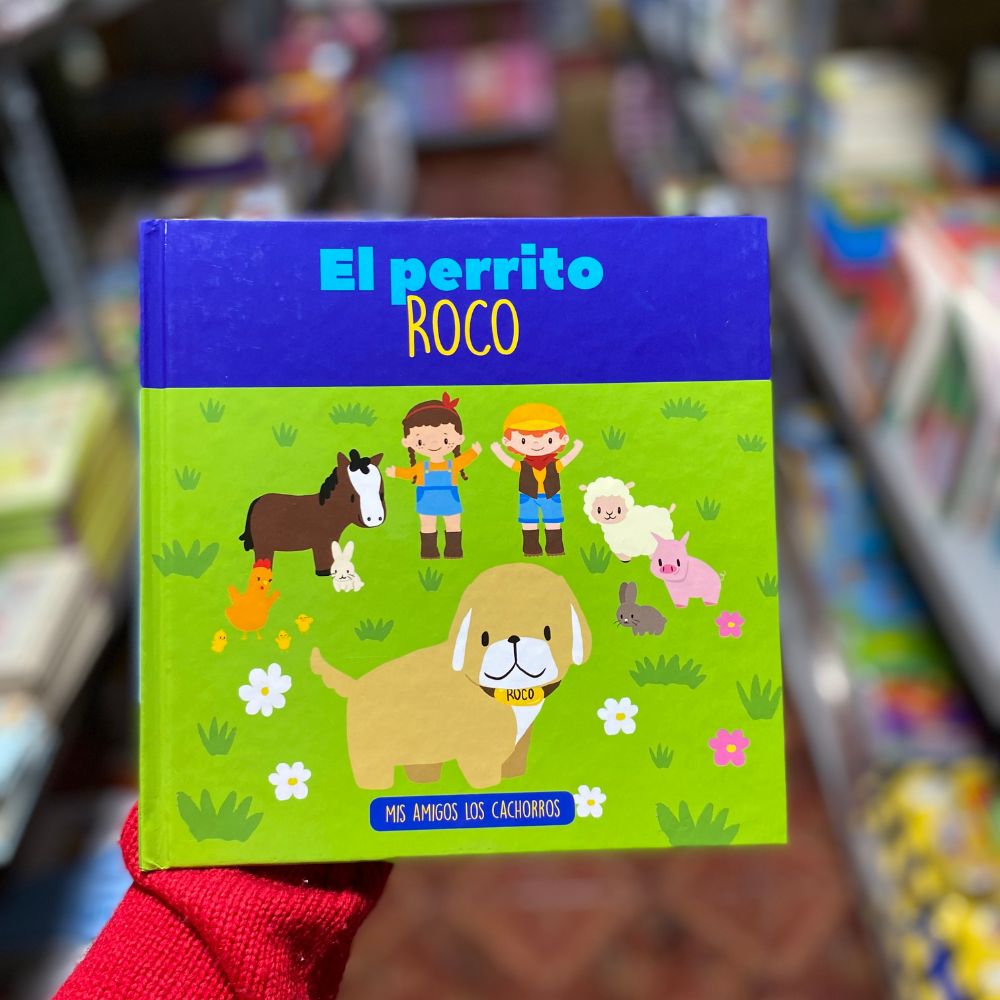 El perrito
ROCO
ROCO
MIS AMIGOS LOS CACHORROS